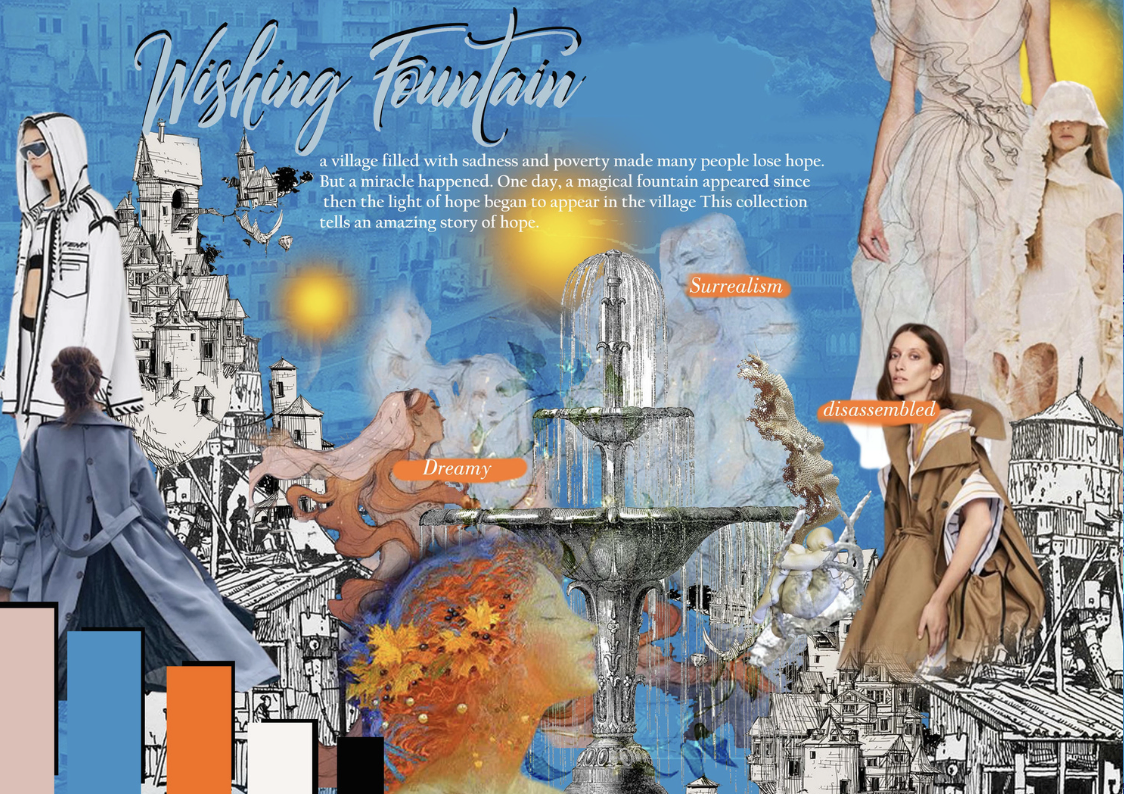 Wishing Fountain
a village filled with sadness and poverty made many people lose hope.
But a miracle happened. One day, a magical fountain appeared since
then the light of hope began to appear in the village This collection
tells an amazing story of hope.
Surrealism
disassembled
Dreamy